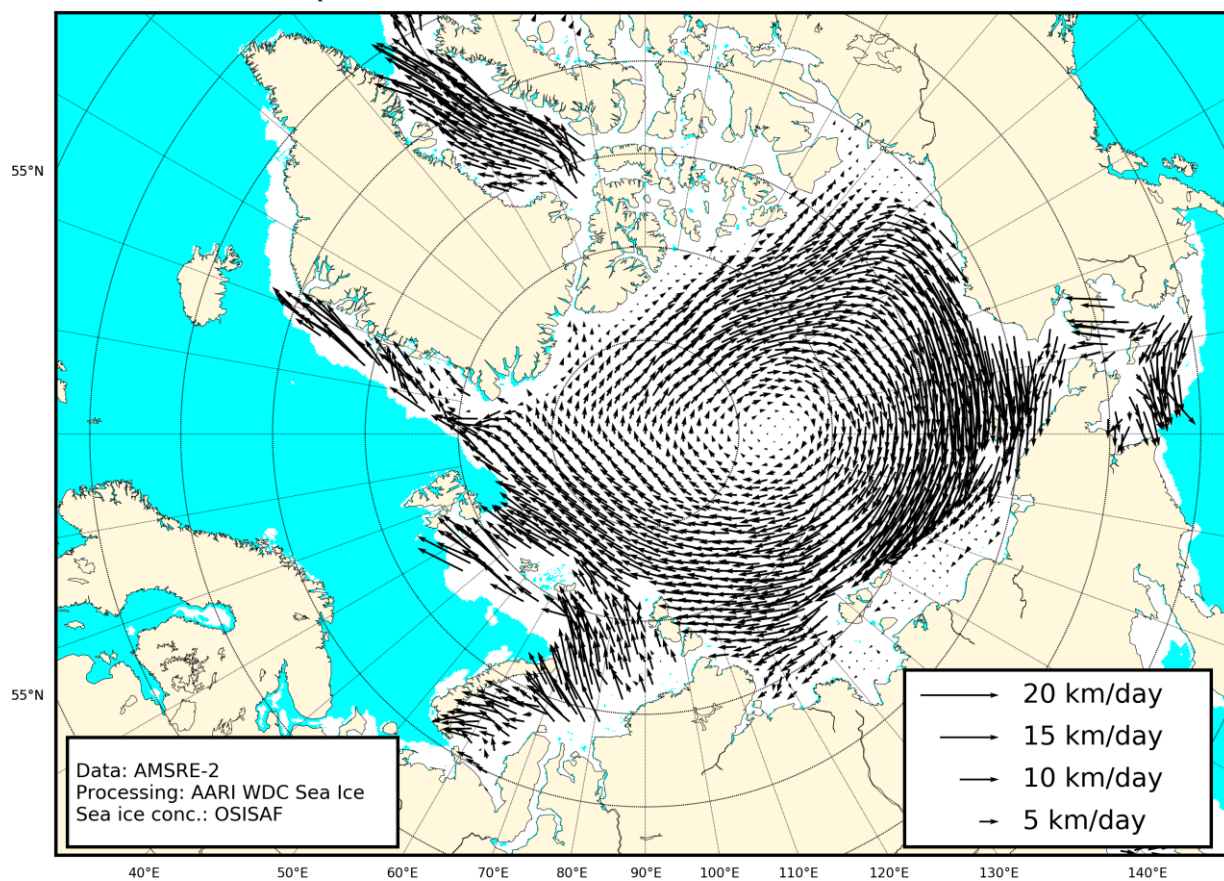 55°N
55°N
Data: AMSRE-2
Processing: AARI WDC Sea Ice
Sea ice conc.: OSISAF
20 km/day
15 km/day
10 km/day
5 km/day
40°E 50°E 60°E 70°E 80°E 90°E 100°E 110°E 120°E 130°E 140°E